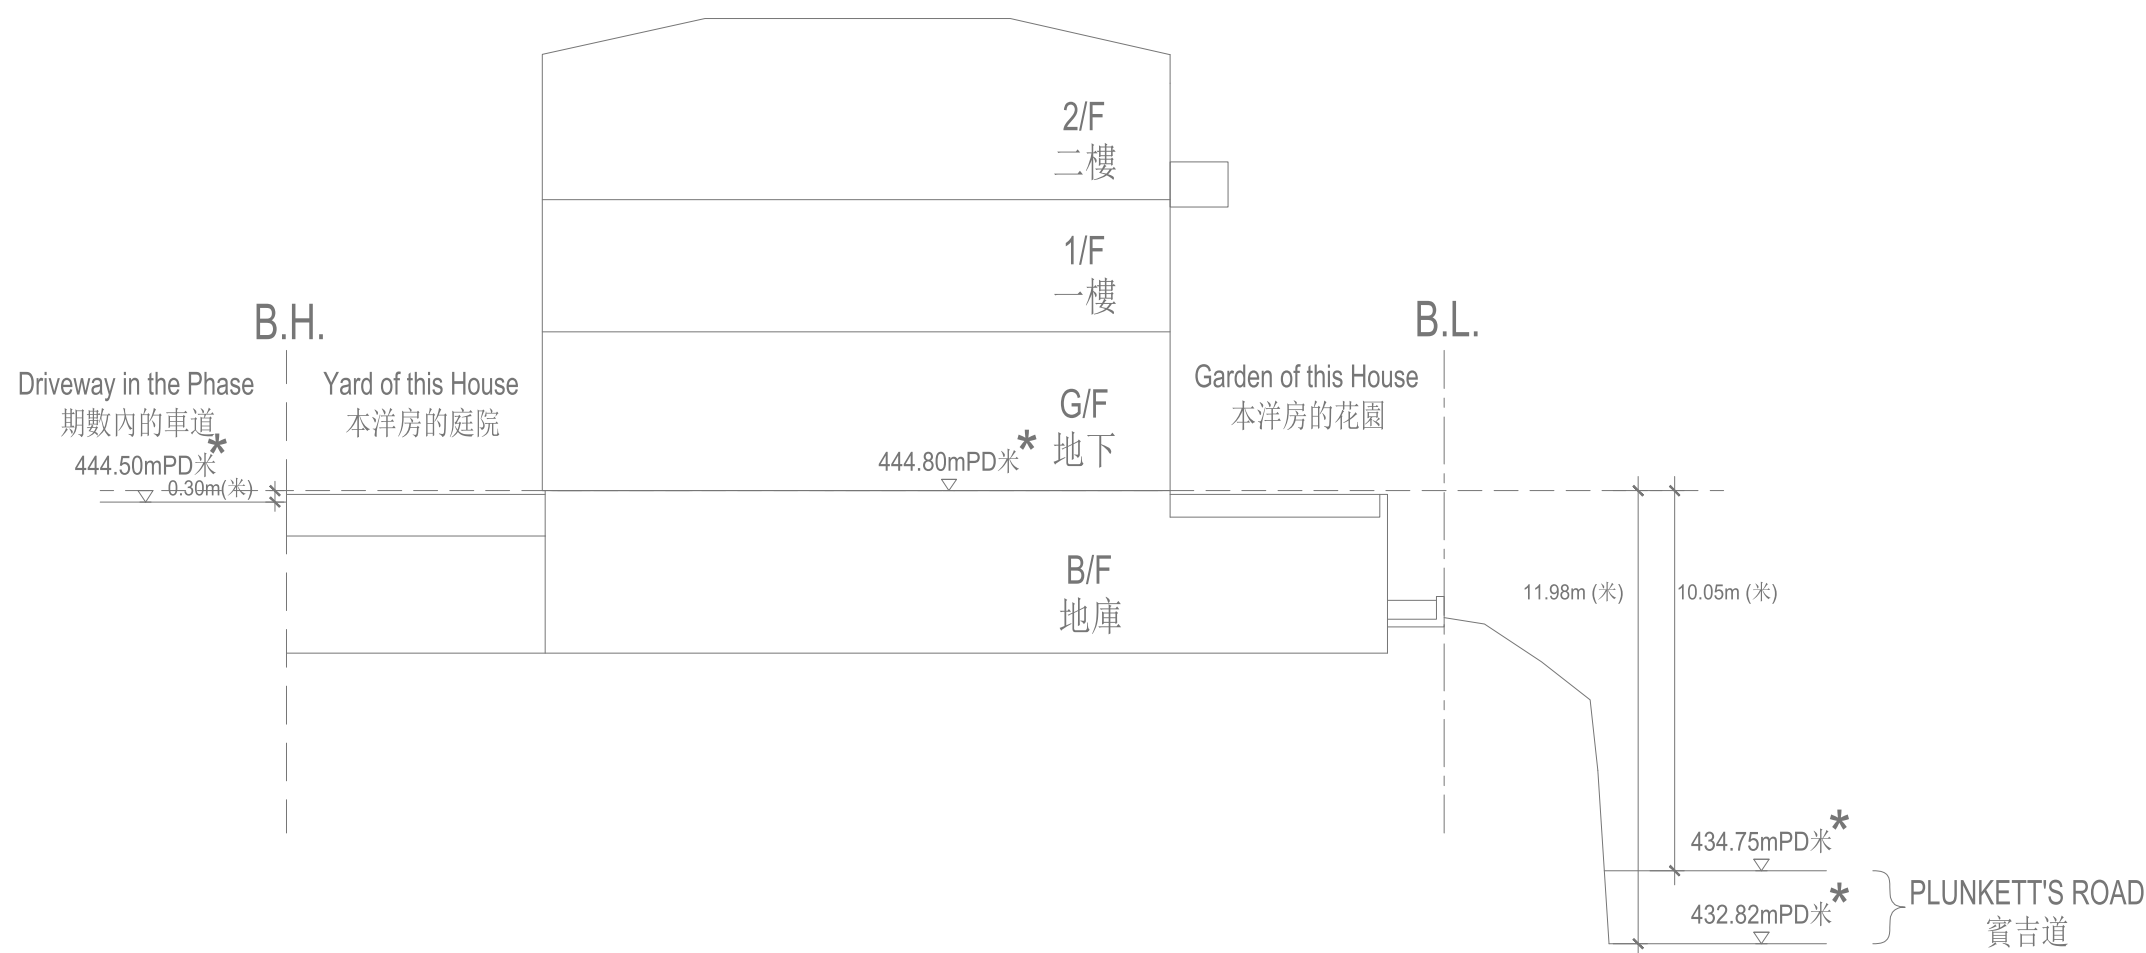 2/F
二樓
1/F
一樓
B.H.
B.L.
Driveway in the Phase
期數內的車道
444.50mPD米*
0.30m(米)
Yard of this House
本洋房的庭院
G/F
地下
444.80mPD米*
Garden of this House
本洋房的花園
B/F
地庫
11.98m (米)
10.05m (米)
434.75mPD米*
432.82mPD米*
PLUNKETT'S ROAD
賓吉道